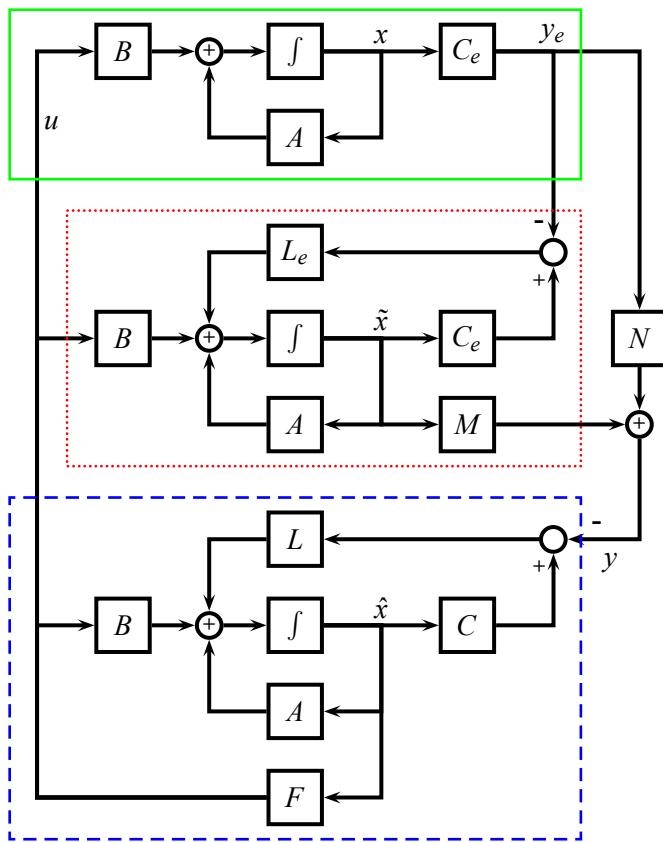 B + ∫ x C_e y_e
A
u
-
L_e
+
B + ∫ x̃ C_e N
A M +
-
L
+ y
B + ∫ x̂ C
A
F